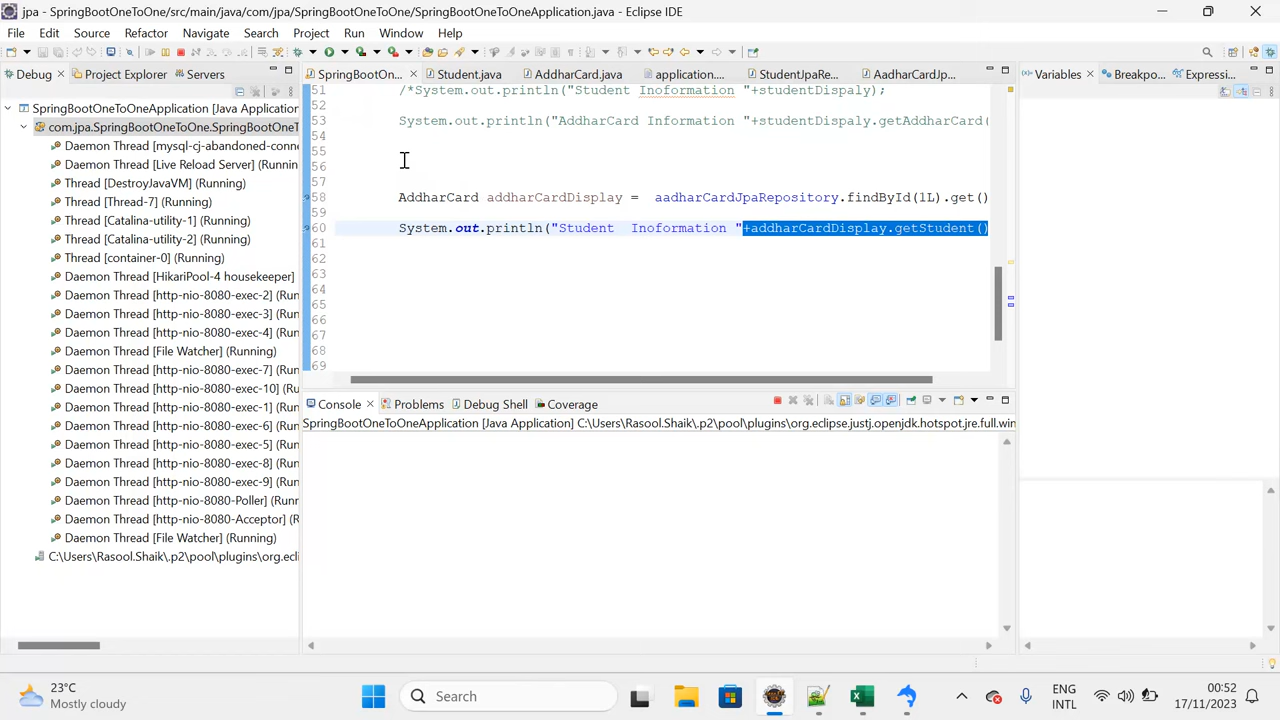 jpa - SpringBootOneToOne/src/main/java/com/jpa/SpringBootOneToOne/SpringBootOneToOneApplication.java - Eclipse IDE
File Edit Source Refactor Navigate Search Project Run Window Help
Debug Project Explorer Servers
SpringBootOn... Student.java AddharCard.java application.... StudentJpaRe... AadharCardJp...
Variables Breakpo... Expressi...
SpringBootOneToOneApplication [Java Application]
com.jpa.SpringBootOneToOne.SpringBootOneT
Daemon Thread [mysql-cj-abandoned-conne
Daemon Thread [Live Reload Server] (Runnin
Thread [DestroyJavaVM] (Running)
Thread [Thread-7] (Running)
Thread [Catalina-utility-1] (Running)
Thread [Catalina-utility-2] (Running)
Thread [container-0] (Running)
Daemon Thread [HikariPool-4 housekeeper]
Daemon Thread [http-nio-8080-exec-2] (Run
Daemon Thread [http-nio-8080-exec-3] (Run
Daemon Thread [http-nio-8080-exec-4] (Run
Daemon Thread [File Watcher] (Running)
Daemon Thread [http-nio-8080-exec-7] (Run
Daemon Thread [http-nio-8080-exec-10] (Ru
Daemon Thread [http-nio-8080-exec-1] (Run
Daemon Thread [http-nio-8080-exec-6] (Run
Daemon Thread [http-nio-8080-exec-5] (Run
Daemon Thread [http-nio-8080-exec-8] (Run
Daemon Thread [http-nio-8080-exec-9] (Run
Daemon Thread [http-nio-8080-Poller] (Runn
Daemon Thread [http-nio-8080-Acceptor] (R
Daemon Thread [File Watcher] (Running)
C:\Users\Rasool.Shaik\.p2\pool\plugins\org.ecli
51 /*System.out.println("Student Inoformation "+studentDispaly);
52
53 System.out.println("AddharCard Information "+studentDispaly.getAddharCard(
54
55
56
57
58 AddharCard addharCardDisplay = aadharCardJpaRepository.findById(1L).get()
59
60 System.out.println("Student Inoformation "+addharCardDisplay.getStudent()
61
62
63
64
65
66
67
68
69
Console Problems Debug Shell Coverage
SpringBootOneToOneApplication [Java Application] C:\Users\Rasool.Shaik\.p2\pool\plugins\org.eclipse.justj.openjdk.hotspot.jre.full.win
23°C
Mostly cloudy
Search
ENG
INTL
00:52
17/11/2023